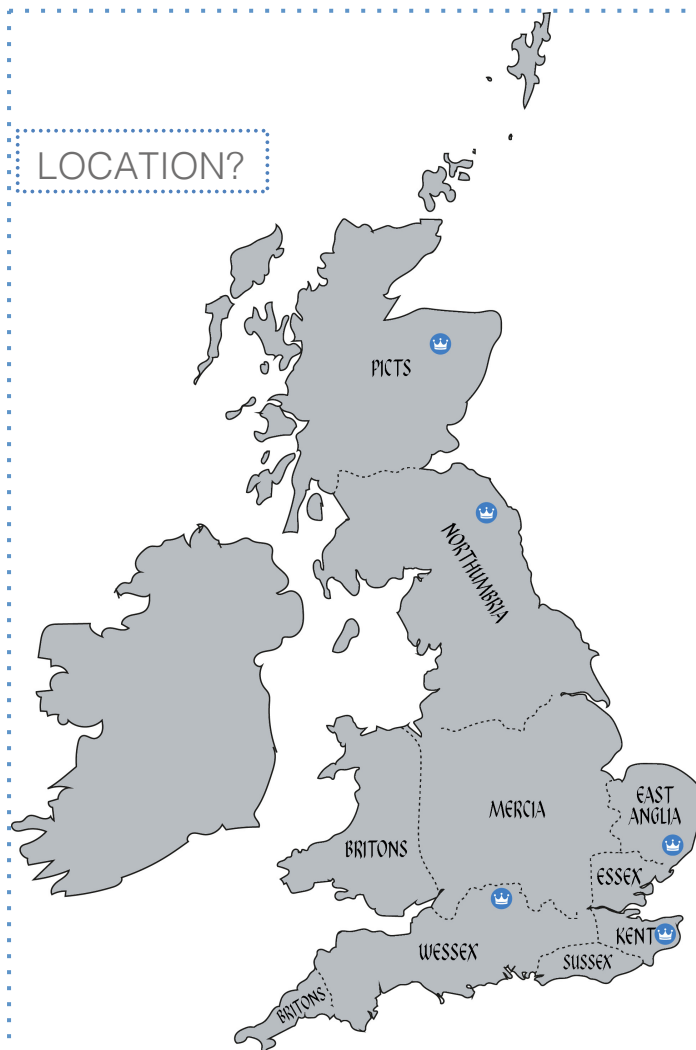 LOCATION?
PICTS
NORTHUMBRIA
EAST
ANGLIA
MERCIA
BRITONS
ESSEX
KENT
WESSEX
SUSSEX
BRITONS